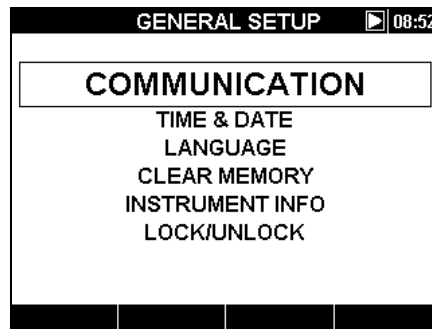 GENERAL SETUP 08:52
COMMUNICATION
TIME & DATE
LANGUAGE
CLEAR MEMORY
INSTRUMENT INFO
LOCK/UNLOCK